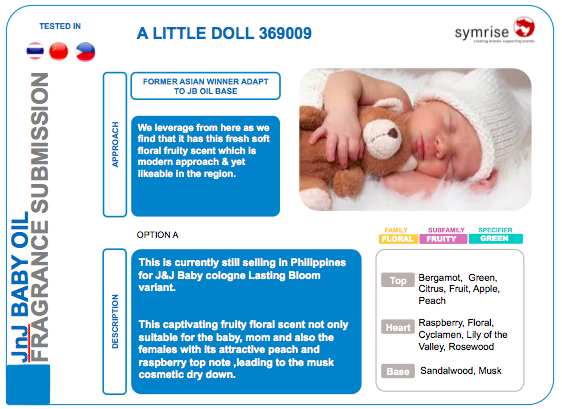 TESTED IN
A LITTLE DOLL 369009
symrise
creating trends supporting brands
JnJ BABY OIL
FRAGRANCE SUBMISSION
APPROACH
FORMER ASIAN WINNER ADAPT
TO JB OIL BASE
We leverage from here as we
find that it has this fresh soft
floral fruity scent which is
modern approach & yet
likeable in the region.
OPTION A
FAMILY
FLORAL
SUBFAMILY
FRUITY
SPECIFIER
GREEN
DESCRIPTION
This is currently still selling in Philippines
for J&J Baby cologne Lasting Bloom
variant.
This captivating fruity floral scent not only
suitable for the baby, mom and also the
females with its attractive peach and
raspberry top note ,leading to the musk
cosmetic dry down.
Top
Bergamot, Green,
Citrus, Fruit, Apple,
Peach
Heart
Raspberry, Floral,
Cyclamen, Lily of the
Valley, Rosewood
Base
Sandalwood, Musk